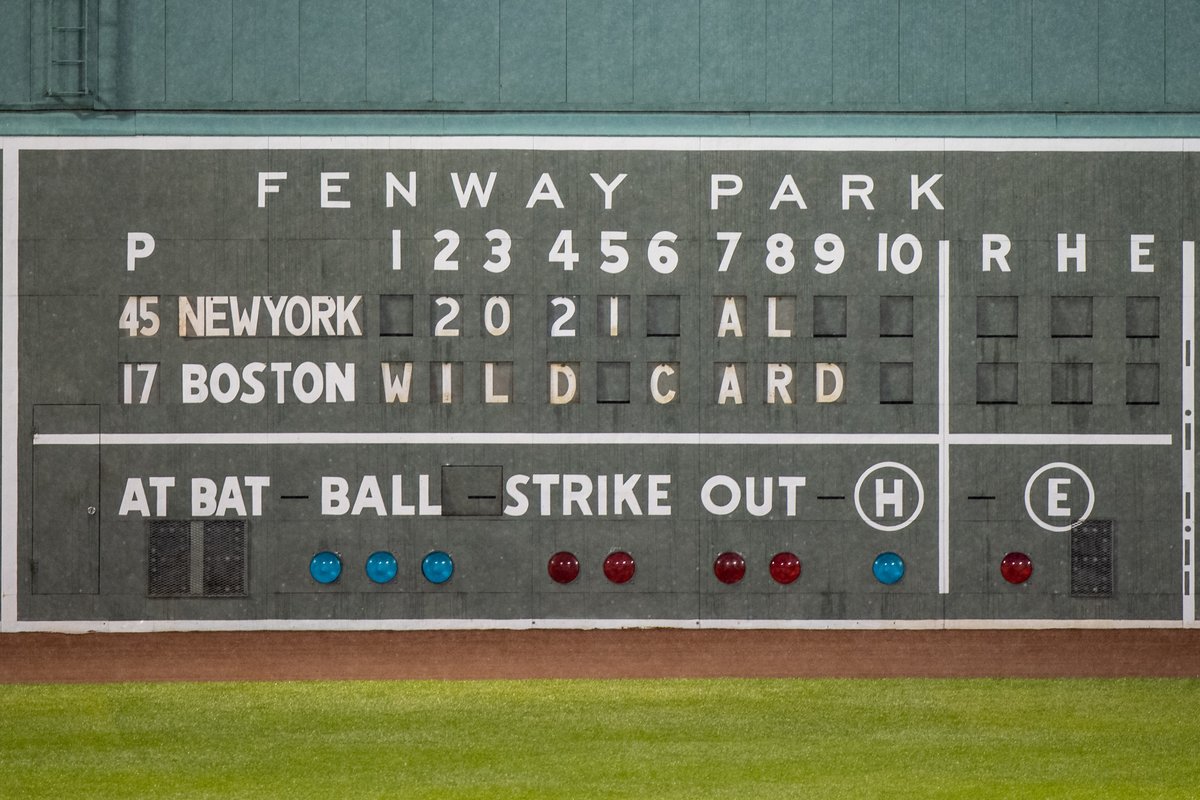 FENWAY PARK
P 1 2 3 4 5 6 7 8 9 10 R H E
45 NEW YORK 2 0 2 1 A L
17 BOSTON W I L D C A R D
AT BAT BALL STRIKE OUT H E